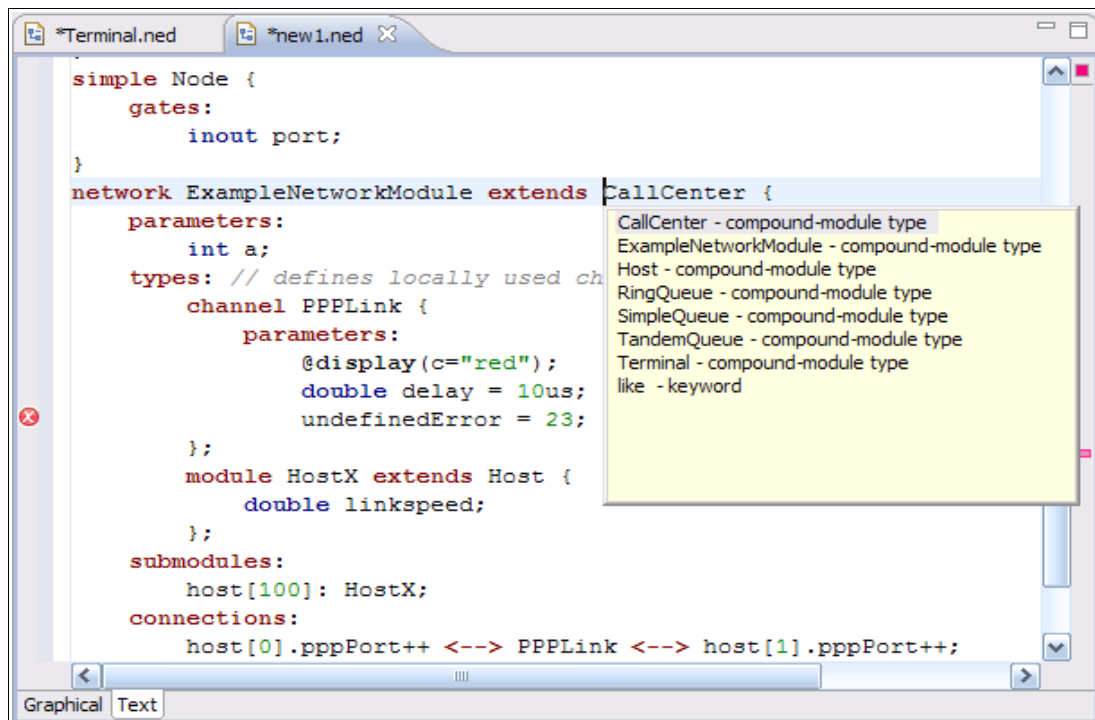 *Terminal.ned *new1.ned
simple Node {
gates:
inout port;
}
network ExampleNetworkModule extends CallCenter {
parameters:
int a;
types: // defines locally used ch
channel PPPLink {
parameters:
@display(c="red");
double delay = 10us;
undefinedError = 23;
};
module HostX extends Host {
double linkspeed;
};
submodules:
host[100]: HostX;
connections:
host[0].pppPort++ <--> PPPLink <--> host[1].pppPort++;
CallCenter - compound-module type
ExampleNetworkModule - compound-module type
Host - compound-module type
RingQueue - compound-module type
SimpleQueue - compound-module type
TandemQueue - compound-module type
Terminal - compound-module type
like - keyword
Graphical Text